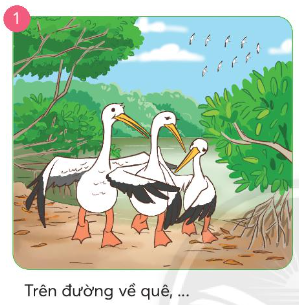 1
Trên đường về quê, ...